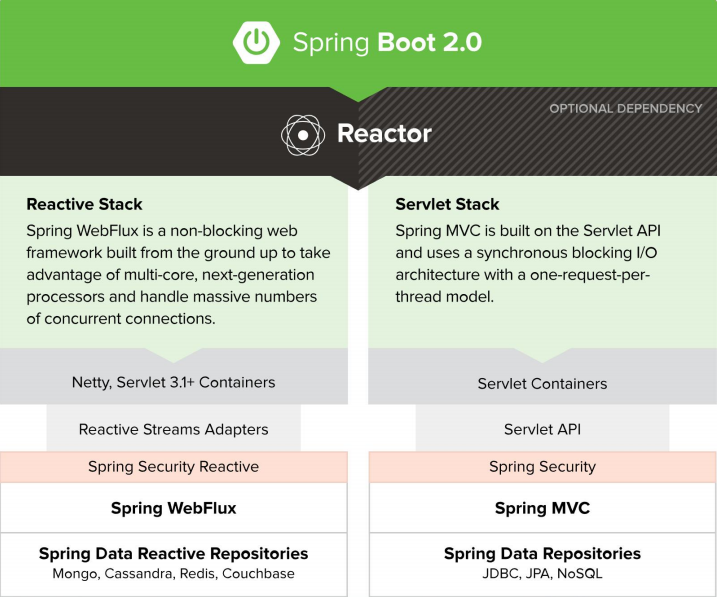 Spring Boot 2.0
OPTIONAL DEPENDENCY
Reactor
Reactive Stack
Spring WebFlux is a non-blocking web
framework built from the ground up to take
advantage of multi-core, next-generation
processors and handle massive numbers
of concurrent connections.
Netty, Servlet 3.1+ Containers
Reactive Streams Adapters
Spring Security Reactive
Spring WebFlux
Spring Data Reactive Repositories
Mongo, Cassandra, Redis, Couchbase
Servlet Stack
Spring MVC is built on the Servlet API
and uses a synchronous blocking I/O
architecture with a one-request-per-
thread model.
Servlet Containers
Servlet API
Spring Security
Spring MVC
Spring Data Repositories
JDBC, JPA, NoSQL